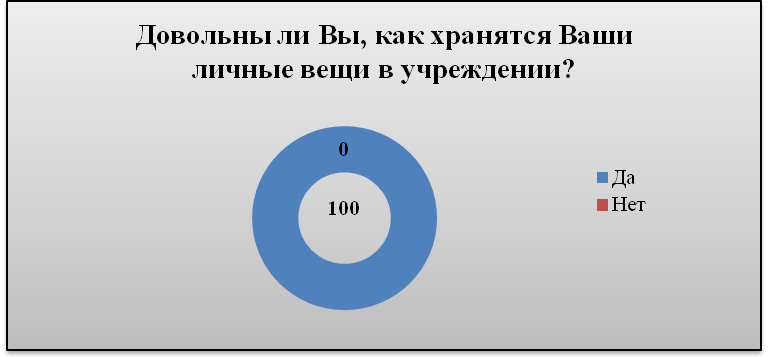 Довольны ли Вы, как хранятся Ваши
личные вещи в учреждении?
0
100
Да
Нет